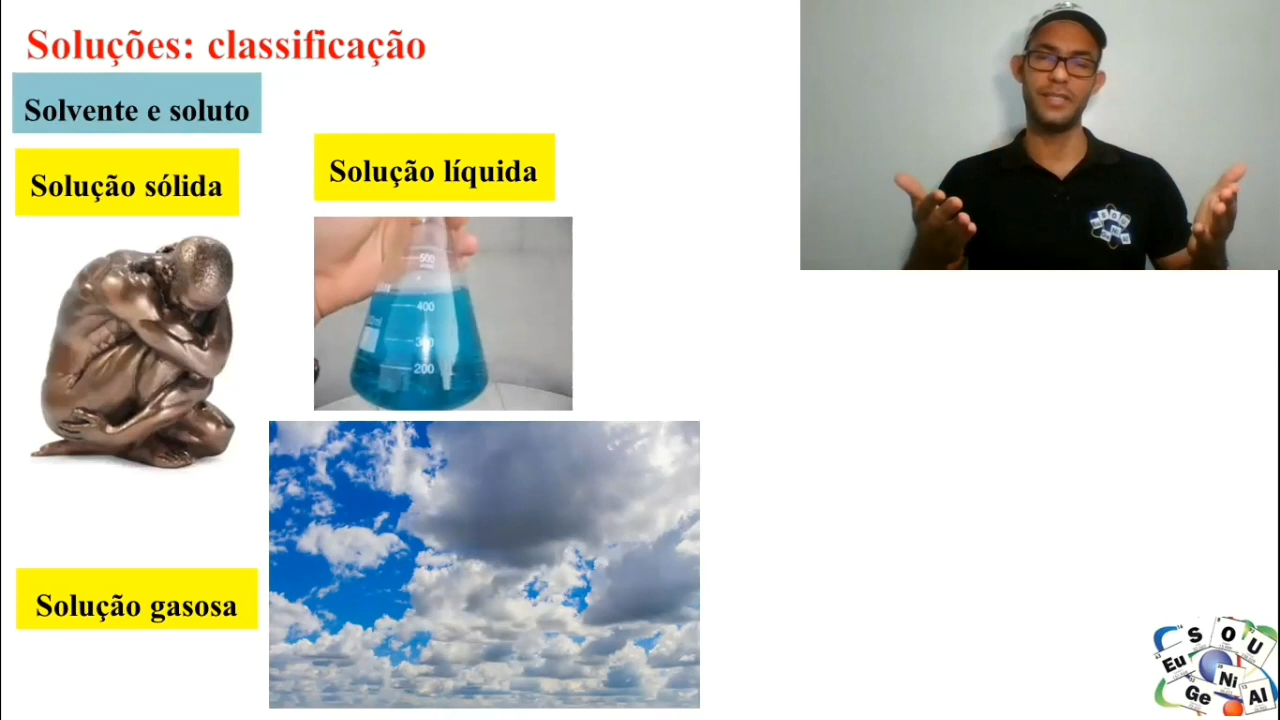 Soluções: classificação
Solvente e soluto
Solução sólida
Solução líquida
500
400
300
200
Solução gasosa
S O U
Eu Ni
Ge Al